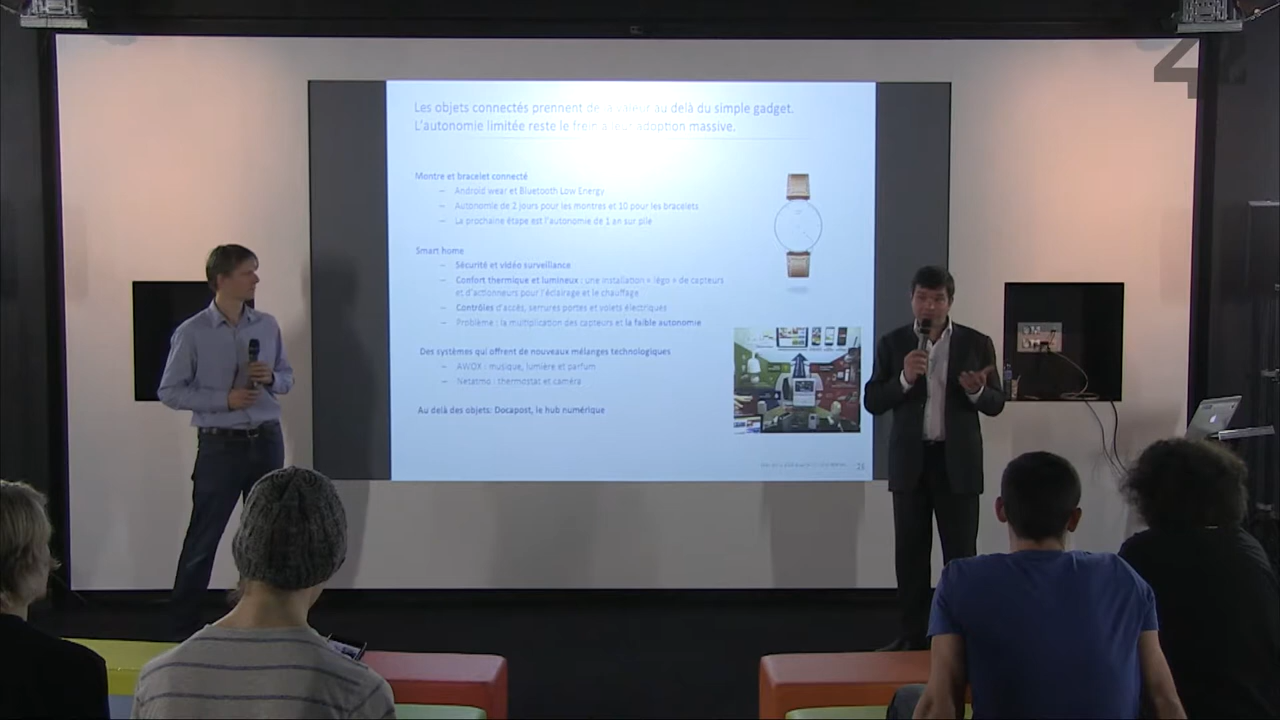 42
Les objets connectés prennent de la valeur au delà du simple gadget.
L'autonomie limitée reste le frein à leur adoption massive.
Montre et bracelet connecté
– Android wear et Bluetooth Low Energy
– Autonomie de 2 jours pour les montres et 10 pour les bracelets
– La prochaine étape est l'autonomie de 1 an sur pile
Smart home
– Sécurité et vidéo surveillance
– Confort thermique et lumineux : une installation « légo » de capteurs
et d'actionneurs pour l'éclairage et le chauffage
– Contrôles d'accès, serrures portes et volets électriques
– Problème : la multiplication des capteurs et la faible autonomie
Des systèmes qui offrent de nouveaux mélanges technologiques
– AWOX : musique, lumière et parfum
– Netatmo : thermostat et caméra
Au delà des objets: Docapost, le hub numérique